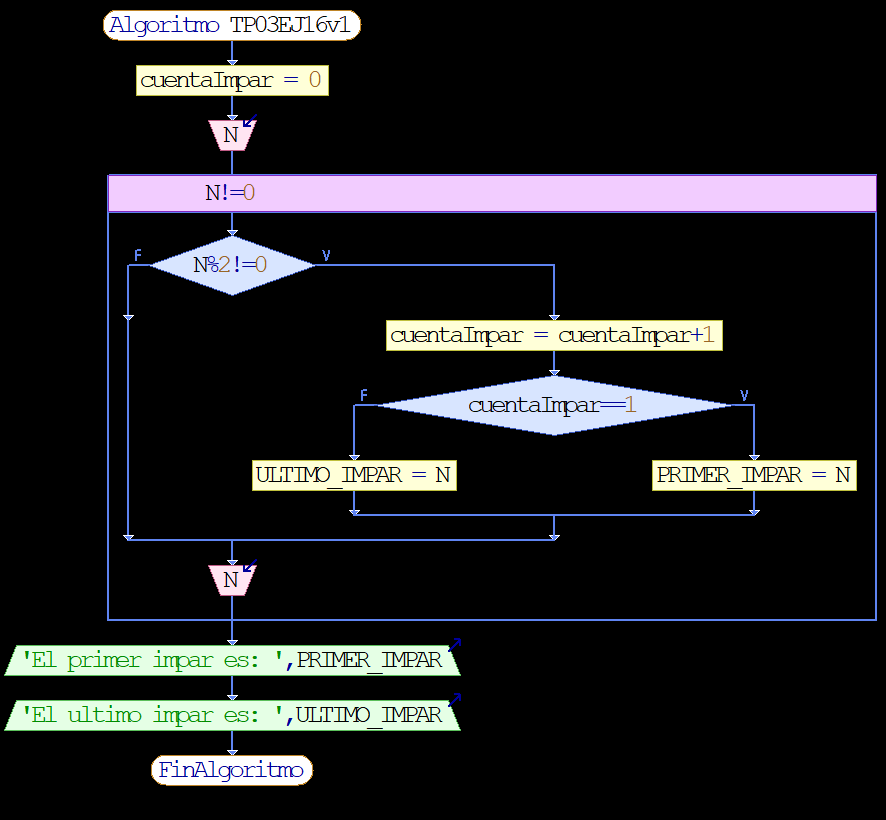 Algoritmo TP03EJ16v1
cuentaImpar = 0
N
N!=0
F
N%2!=0
V
cuentaImpar = cuentaImpar+1
F
cuentaImpar==1
V
ULTIMO_IMPAR = N
PRIMER_IMPAR = N
N
'El primer impar es: ',PRIMER_IMPAR
'El ultimo impar es: ',ULTIMO_IMPAR
FinAlgoritmo